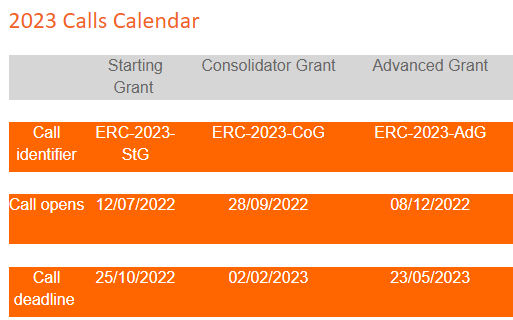 2023 Calls Calendar
Starting Grant Consolidator Grant Advanced Grant
Call identifier ERC-2023-StG ERC-2023-CoG ERC-2023-AdG
Call opens 12/07/2022 28/09/2022 08/12/2022
Call deadline 25/10/2022 02/02/2023 23/05/2023